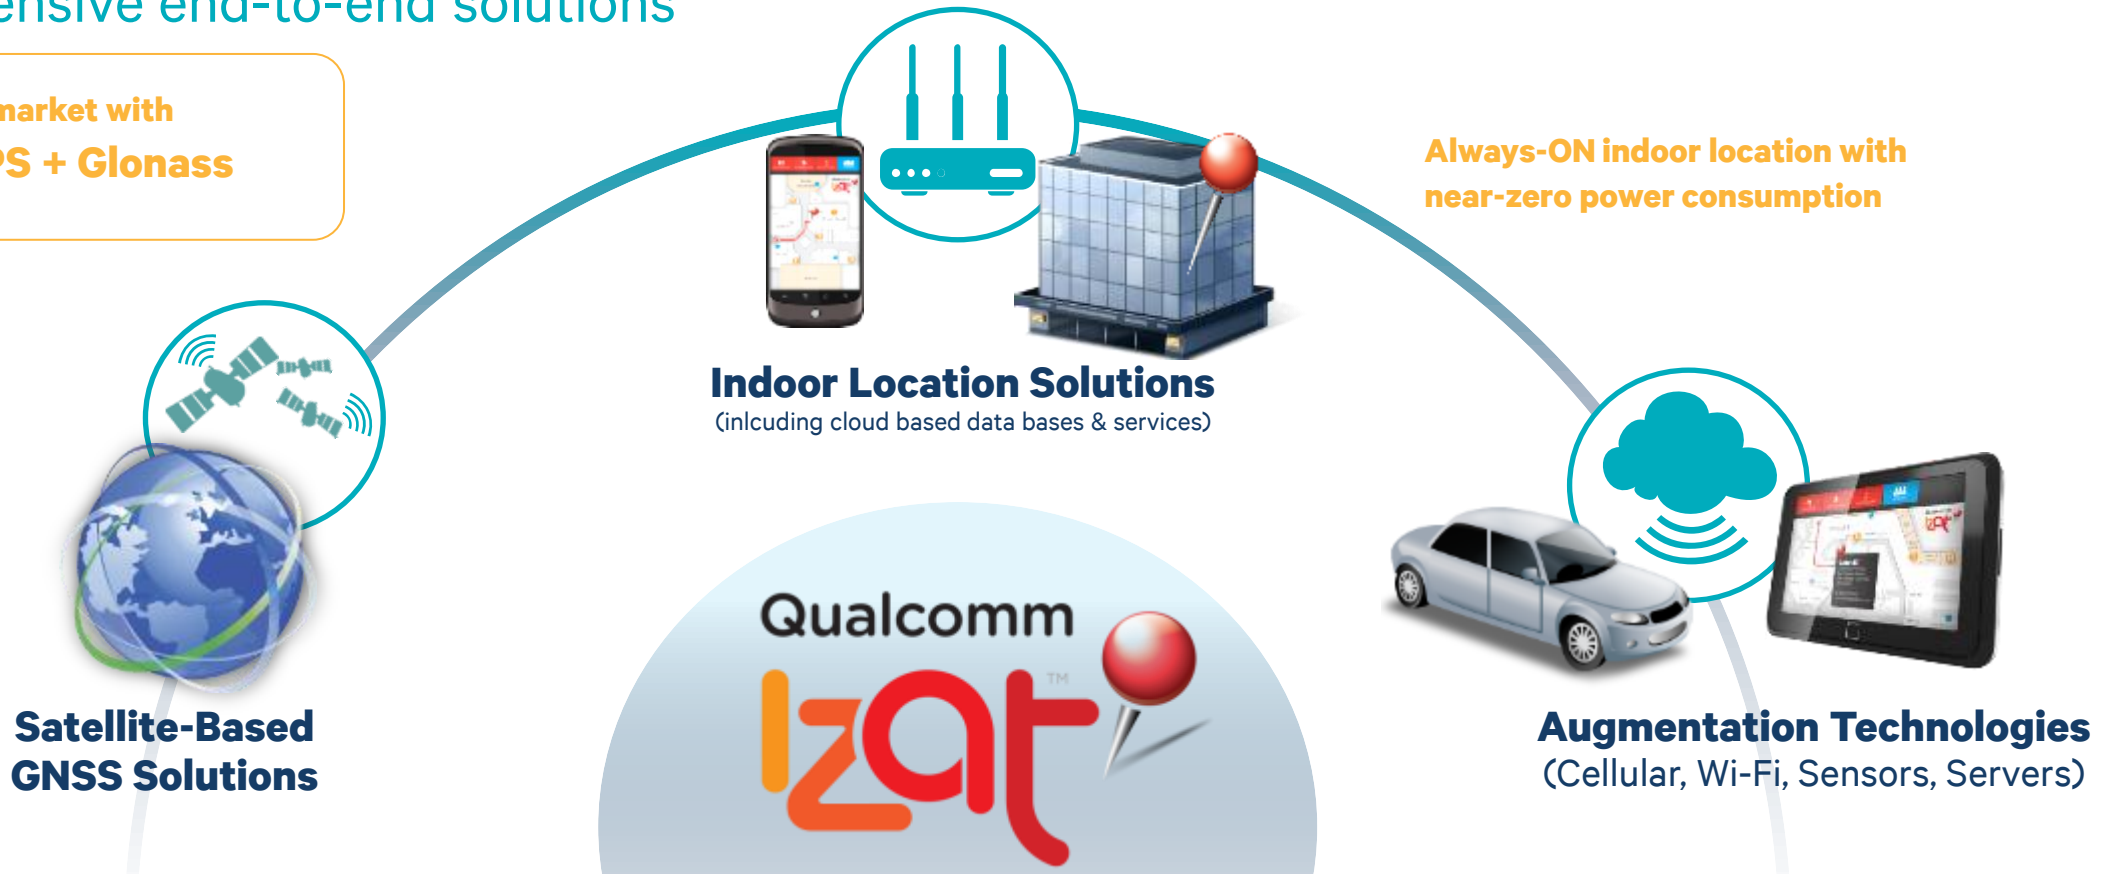 ensive end-to-end solutions
market with
PS + Glonass
Always-ON indoor location with
near-zero power consumption
Indoor Location Solutions
(inlcuding cloud based data bases & services)
Satellite-Based
GNSS Solutions
Qualcomm
Izat
TM
Augmentation Technologies
(Cellular, Wi-Fi, Sensors, Servers)